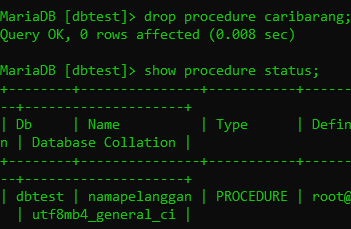 MariaDB [dbtest]> drop procedure caribarang;
Query OK, 0 rows affected (0.008 sec)
MariaDB [dbtest]> show procedure status;
+--------+---------------+-----------+-------
--+--------------------+
| Db     | Name          | Type      | Defin
n | Database Collation |
+--------+---------------+-----------+-------
--+--------------------+
| dbtest | namapelanggan | PROCEDURE | root@
  | utf8mb4_general_ci |